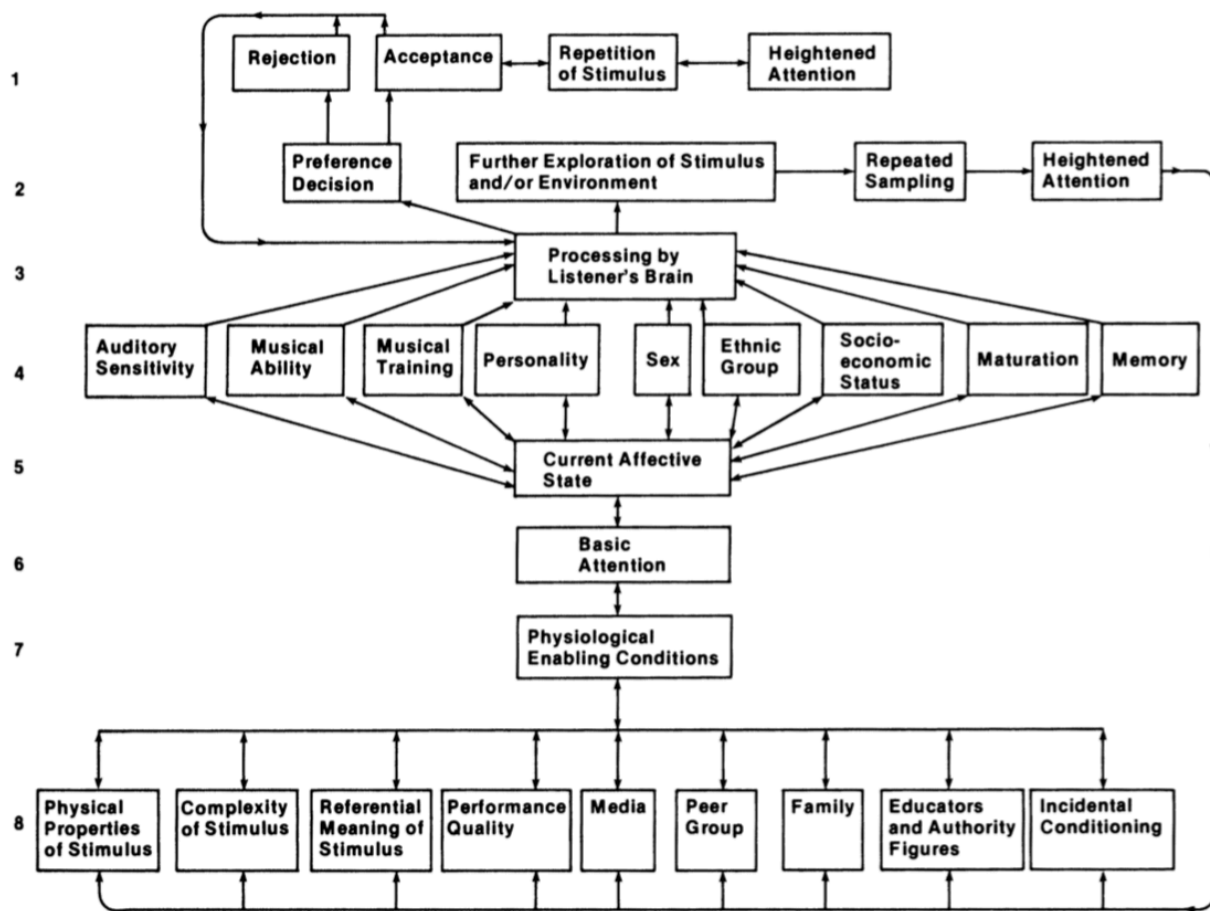 1
Rejection
Acceptance
Repetition
of Stimulus
Heightened
Attention
2
Preference
Decision
Further Exploration of Stimulus
and/or Environment
Repeated
Sampling
Heightened
Attention
3
Processing by
Listener's Brain
4
Auditory
Sensitivity
Musical
Ability
Musical
Training
Personality
Sex
Ethnic
Group
Socio-
economic
Status
Maturation
Memory
5
Current Affective
State
6
Basic
Attention
7
Physiological
Enabling Conditions
8
Physical
Properties
of Stimulus
Complexity
of Stimulus
Referential
Meaning of
Stimulus
Performance
Quality
Media
Peer
Group
Family
Educators
and Authority
Figures
Incidental
Conditioning